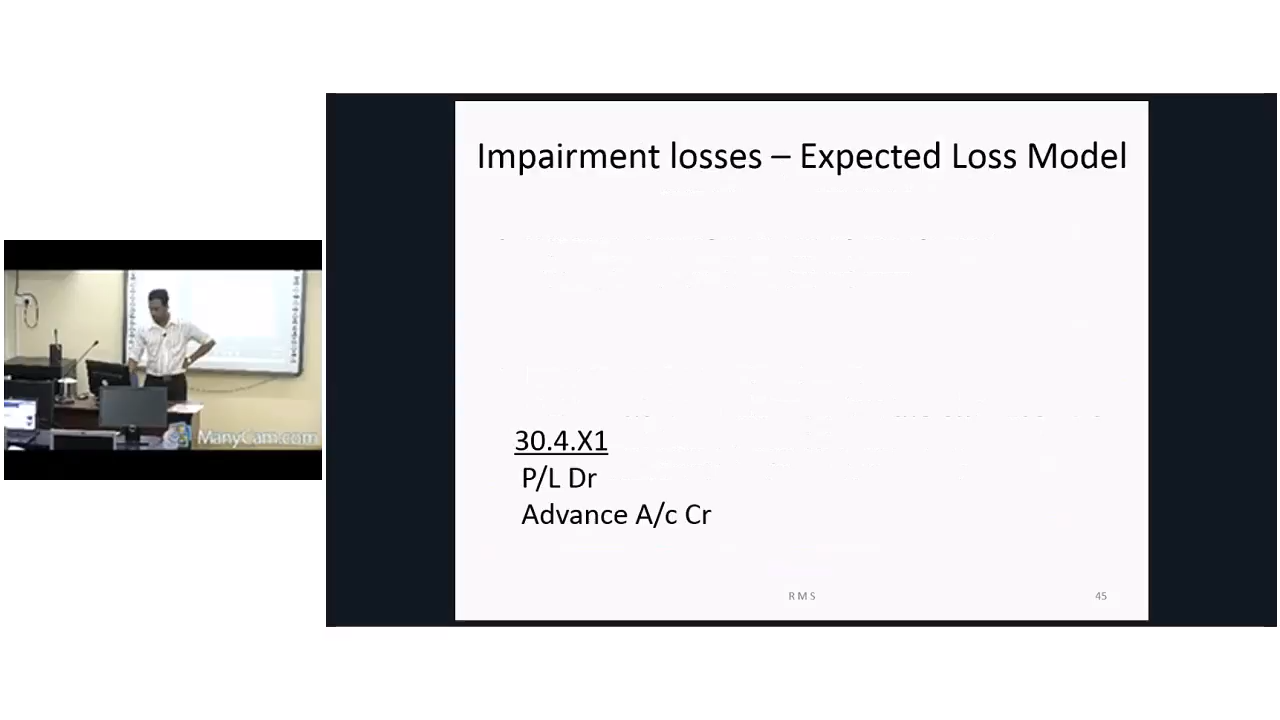 Impairment losses – Expected Loss Model
30.4.X1
P/L Dr
Advance A/c Cr
R M S
45
ManyCam.com